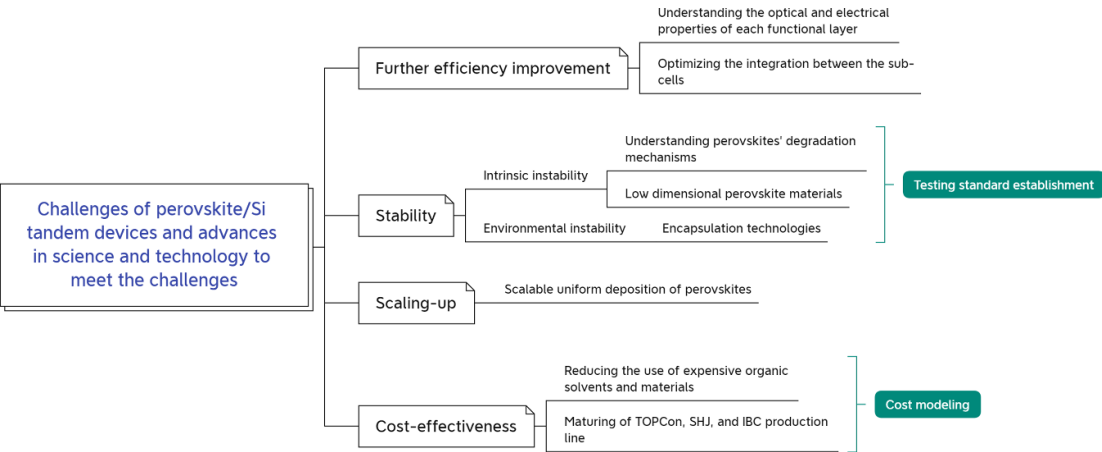 Understanding the optical and electrical
properties of each functional layer
Further efficiency improvement
Optimizing the integration between the sub-
cells
Understanding perovskites' degradation
mechanisms
Intrinsic instability
Low dimensional perovskite materials
Testing standard establishment
Challenges of perovskite/Si
tandem devices and advances
in science and technology to
meet the challenges
Stability
Environmental instability
Encapsulation technologies
Scaling-up
Scalable uniform deposition of perovskites
Reducing the use of expensive organic
solvents and materials
Cost-effectiveness
Maturing of TOPCon, SHJ, and IBC production
line
Cost modeling